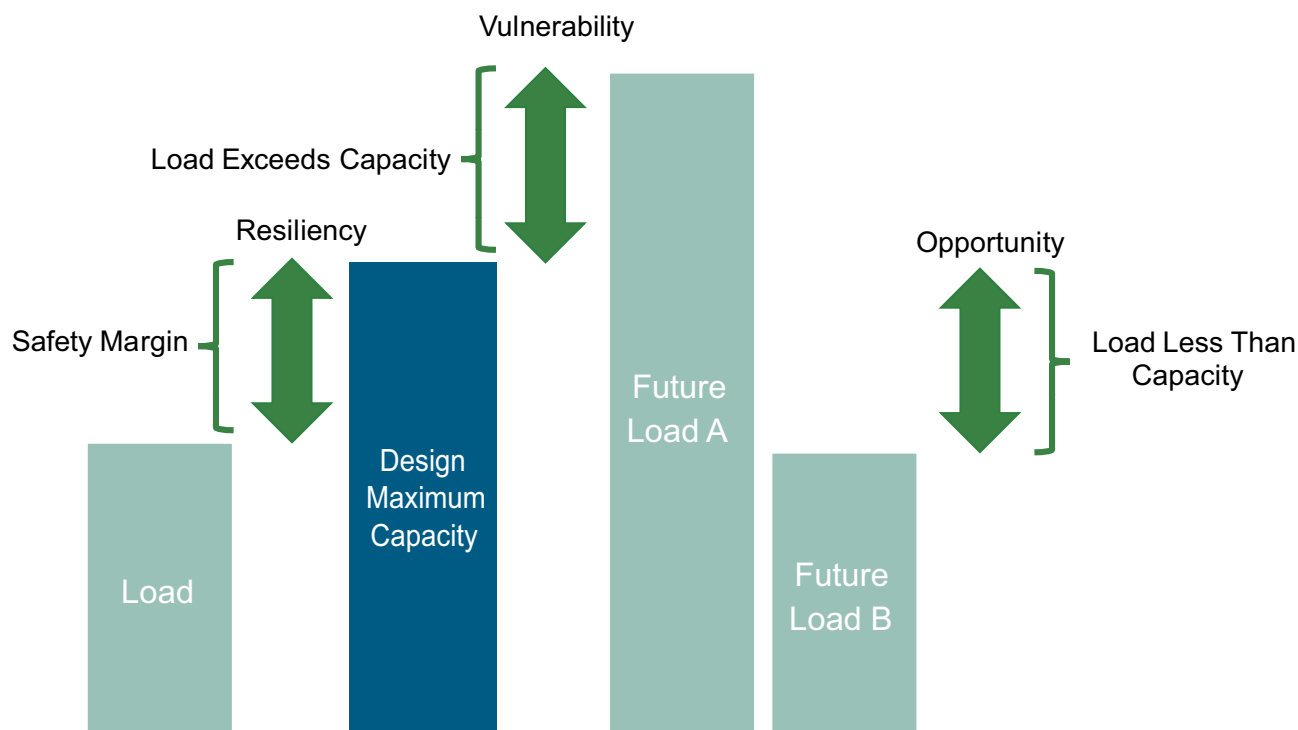 Vulnerability
Load Exceeds Capacity
Resiliency
Opportunity
Safety Margin
Load Less Than
Capacity
Future
Load A
Design
Maximum
Capacity
Load
Future
Load B